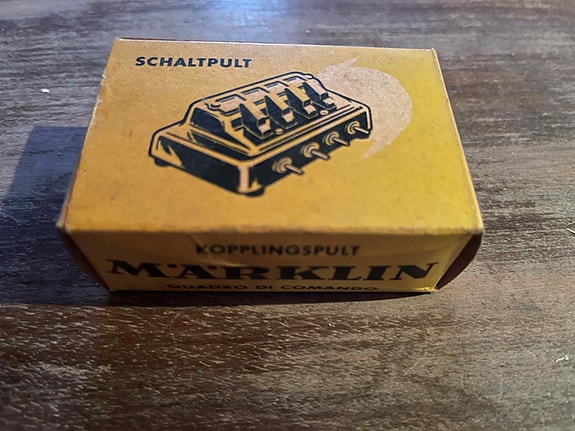 SCHALTPULT
KOPPLINGSPULT
MÄRKLIN
QUADRO DI COMANDO